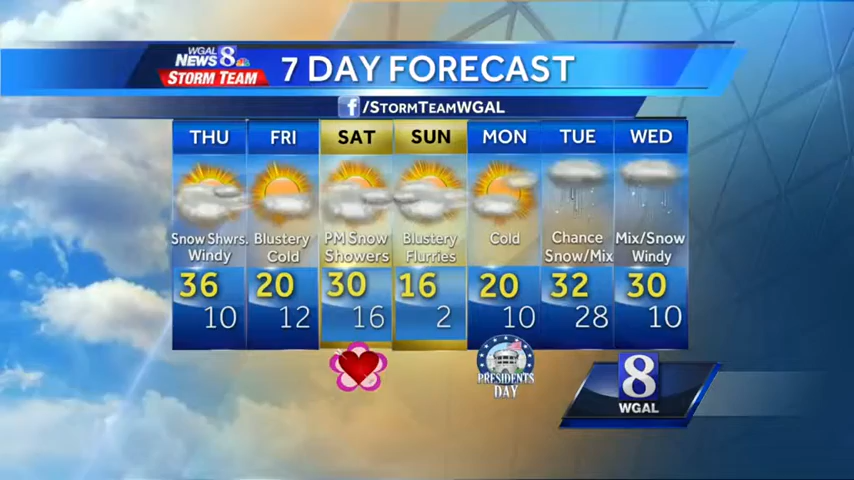 WGAL
NEWS 8
STORM TEAM
7 DAY FORECAST
f /STORMTEAMWGAL
THU FRI SAT SUN MON TUE WED
Snow Shwrs. Windy
Blustery Cold
PM Snow Showers
Blustery Flurries
Cold
Chance Snow/Mix
Mix/Snow Windy
36 20 30 16 20 32 30
10 12 16 2 10 28 10
PRESIDENTS
DAY
8
WGAL